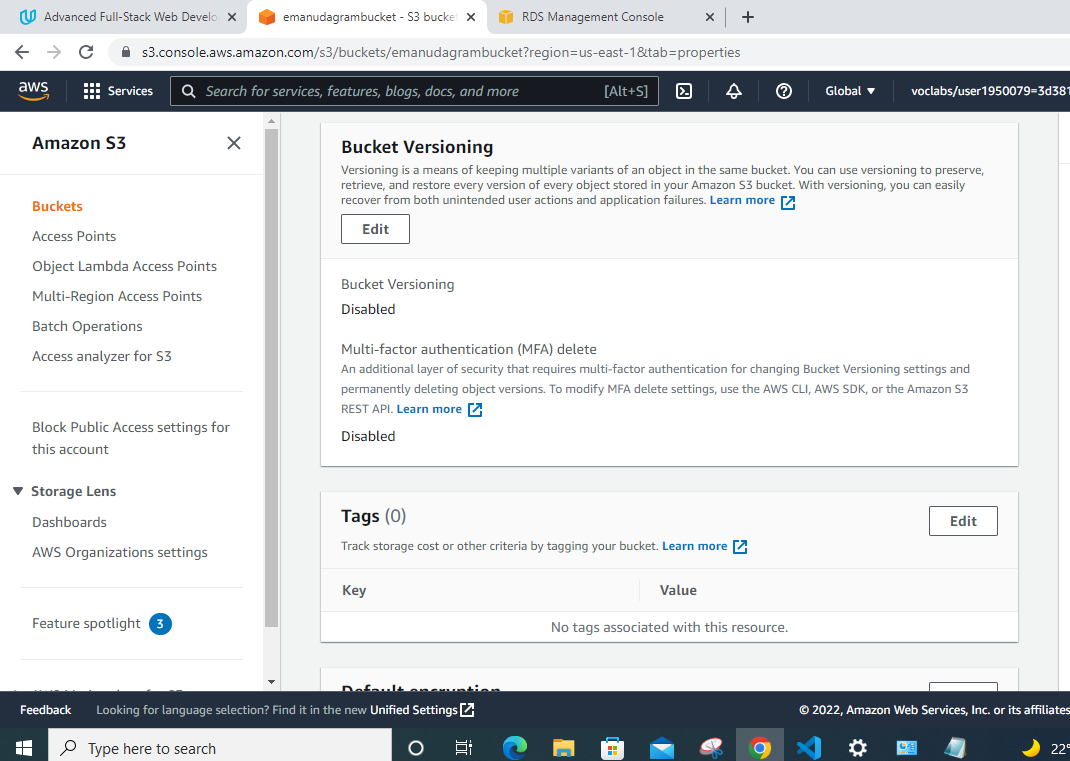 Advanced Full-Stack Web Develo
emanudagrambucket - S3 bucket
RDS Management Console
s3.console.aws.amazon.com/s3/buckets/emanudagrambucket?region=us-east-1&tab=properties
aws
Services
Search for services, features, blogs, docs, and more
[Alt+S]
Global
voclabs/user1950079=3d381
Amazon S3
Buckets
Access Points
Object Lambda Access Points
Multi-Region Access Points
Batch Operations
Access analyzer for S3
Block Public Access settings for
this account
Storage Lens
Dashboards
AWS Organizations settings
Feature spotlight 3
Bucket Versioning
Versioning is a means of keeping multiple variants of an object in the same bucket. You can use versioning to preserve,
retrieve, and restore every version of every object stored in your Amazon S3 bucket. With versioning, you can easily
recover from both unintended user actions and application failures. Learn more
Edit
Bucket Versioning
Disabled
Multi-factor authentication (MFA) delete
An additional layer of security that requires multi-factor authentication for changing Bucket Versioning settings and
permanently deleting object versions. To modify MFA delete settings, use the AWS CLI, AWS SDK, or the Amazon S3
REST API. Learn more
Disabled
Tags (0)
Edit
Track storage cost or other criteria by tagging your bucket. Learn more
Key
Value
No tags associated with this resource.
Default encryption
Feedback
Looking for language selection? Find it in the new Unified Settings
© 2022, Amazon Web Services, Inc. or its affiliates
Type here to search
22°